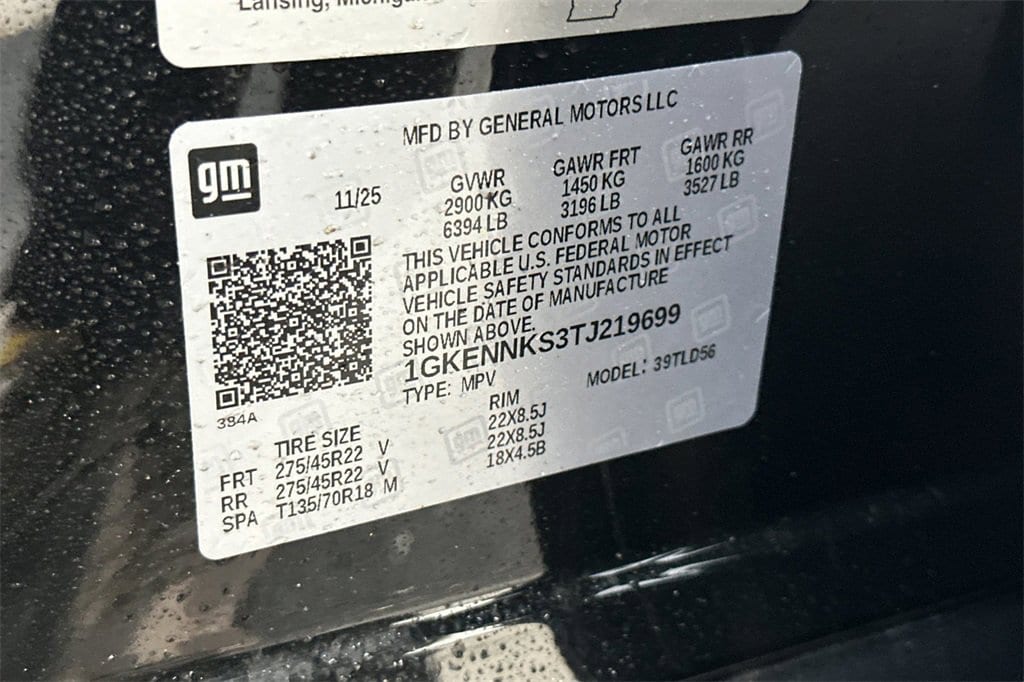 Lansing, Michigan
MFD BY GENERAL MOTORS LLC
gm
11/25
GVWR GAWR FRT GAWR RR
2900 KG 1450 KG 1600 KG
6394 LB 3196 LB 3527 LB
THIS VEHICLE CONFORMS TO ALL
APPLICABLE U.S. FEDERAL MOTOR
VEHICLE SAFETY STANDARDS IN EFFECT
ON THE DATE OF MANUFACTURE
SHOWN ABOVE.
1GKENNKS3TJ219699
TYPE: MPV MODEL: 39TLD56
394A
TIRE SIZE RIM
FRT 275/45R22 V 22X8.5J
RR 275/45R22 V 22X8.5J
SPA T135/70R18 M 18X4.5B